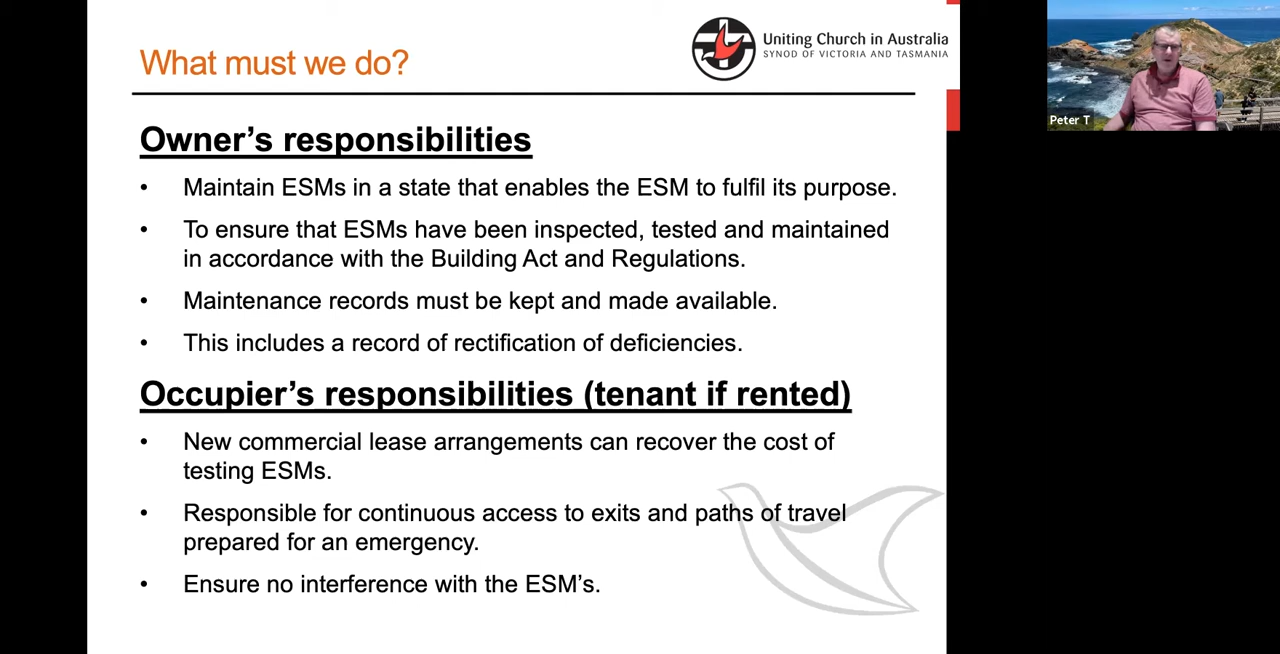 What must we do?
Uniting Church in Australia
SYNOD OF VICTORIA AND TASMANIA
Owner’s responsibilities
• Maintain ESMs in a state that enables the ESM to fulfil its purpose.
• To ensure that ESMs have been inspected, tested and maintained
in accordance with the Building Act and Regulations.
• Maintenance records must be kept and made available.
• This includes a record of rectification of deficiencies.
Occupier’s responsibilities (tenant if rented)
• New commercial lease arrangements can recover the cost of
testing ESMs.
• Responsible for continuous access to exits and paths of travel
prepared for an emergency.
• Ensure no interference with the ESM’s.
Peter T